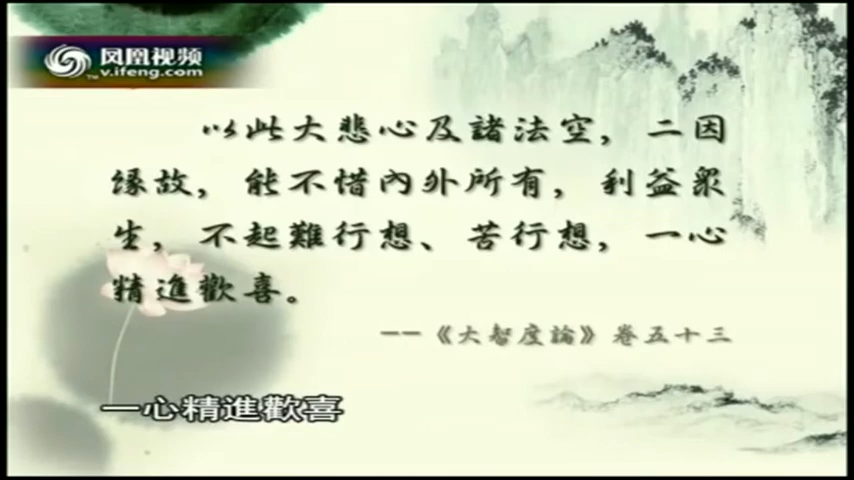 凤凰视频
TM v.ifeng.com
以此大悲心及諸法空，二因
缘故，能不惜內外所有，利益眾
生，不起難行想、苦行想，一心
精進歡喜。
——《大智度論》卷五十三
一心精進歡喜